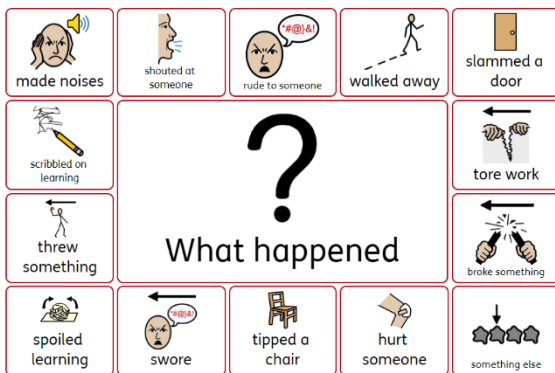 made noises
shouted at
someone
*#@}&!
rude to someone
walked away
slammed a
door
scribbled on
learning
?
What happened
tore work
threw
something
broke something
spoiled
learning
*#@}&!
swore
tipped a
chair
hurt
someone
something else